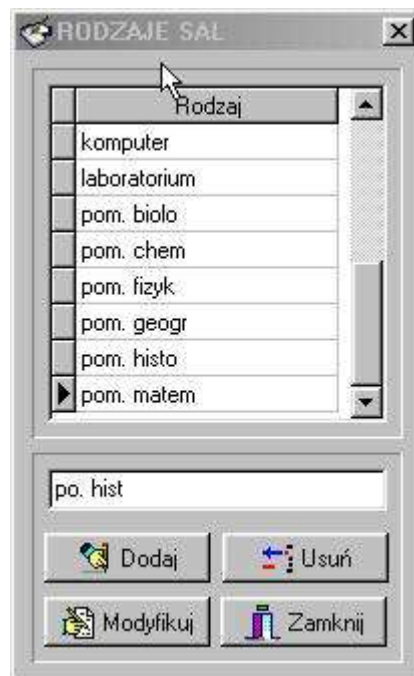 RODZAJE SAL
Rodzaj
komputer
laboratorium
pom. biolo
pom. chem
pom. fizyk
pom. geogr
pom. histo
pom. matem
po. hist
Dodaj
Usuń
Modyfikuj
Zamknij